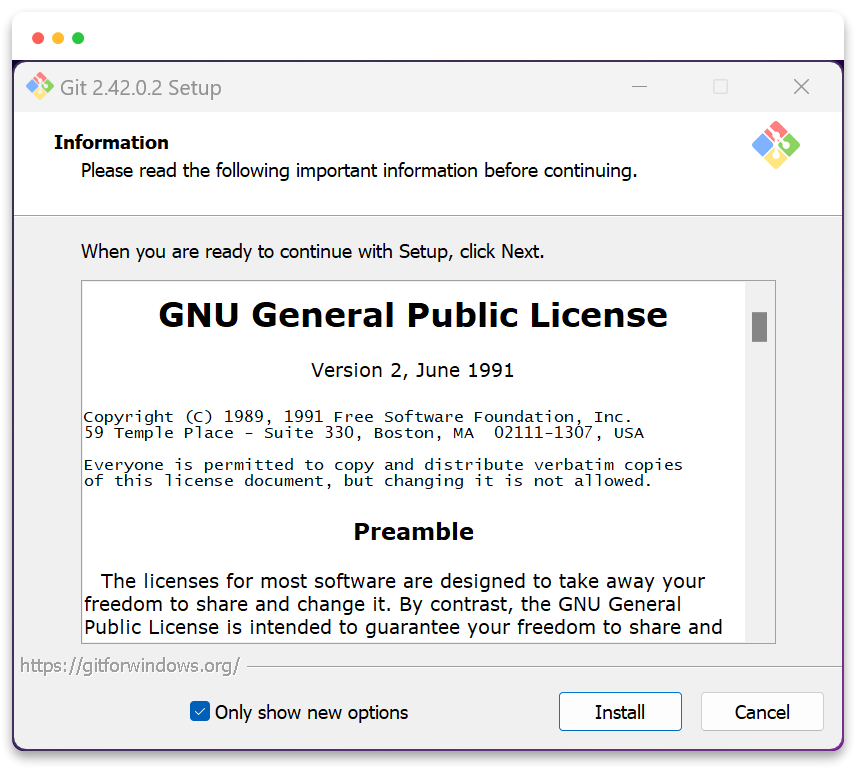 Git 2.42.0.2 Setup
Information
Please read the following important information before continuing.
When you are ready to continue with Setup, click Next.
GNU General Public License
Version 2, June 1991
Copyright (C) 1989, 1991 Free Software Foundation, Inc.
59 Temple Place - Suite 330, Boston, MA  02111-1307, USA
Everyone is permitted to copy and distribute verbatim copies
of this license document, but changing it is not allowed.
Preamble
The licenses for most software are designed to take away your
freedom to share and change it. By contrast, the GNU General
Public License is intended to guarantee your freedom to share and
https://gitforwindows.org/
Only show new options
Install
Cancel